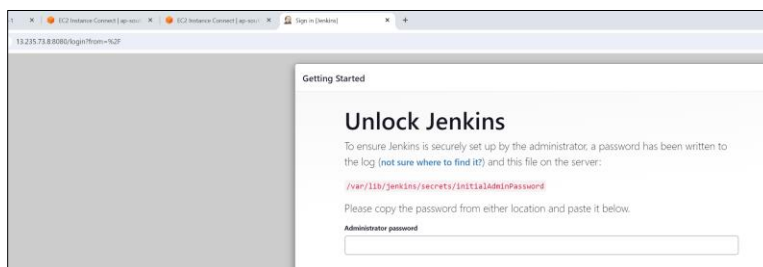 EC2 Instance Connect | ap-sout
EC2 Instance Connect | ap-sout
Sign in [Jenkins]
13.235.73.8:8080/login?from=%2F
Getting Started
Unlock Jenkins
To ensure Jenkins is securely set up by the administrator, a password has been written to
the log (not sure where to find it?) and this file on the server:
/var/lib/jenkins/secrets/initialAdminPassword
Please copy the password from either location and paste it below.
Administrator password